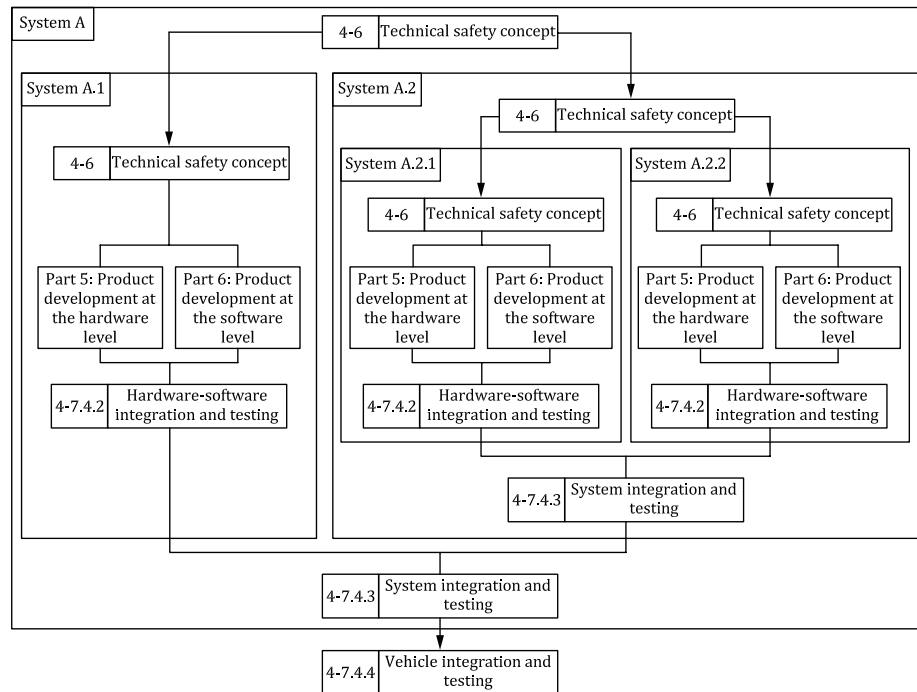 System A
4-6 Technical safety concept
System A.1
4-6 Technical safety concept
Part 5: Product
development at
the hardware
level
Part 6: Product
development at
the software
level
4-7.4.2 Hardware-software
integration and testing
System A.2
4-6 Technical safety concept
System A.2.1
4-6 Technical safety concept
Part 5: Product
development at
the hardware
level
Part 6: Product
development at
the software
level
4-7.4.2 Hardware-software
integration and testing
System A.2.2
4-6 Technical safety concept
Part 5: Product
development at
the hardware
level
Part 6: Product
development at
the software
level
4-7.4.2 Hardware-software
integration and testing
4-7.4.3 System integration and
testing
4-7.4.3 System integration and
testing
4-7.4.4 Vehicle integration and
testing